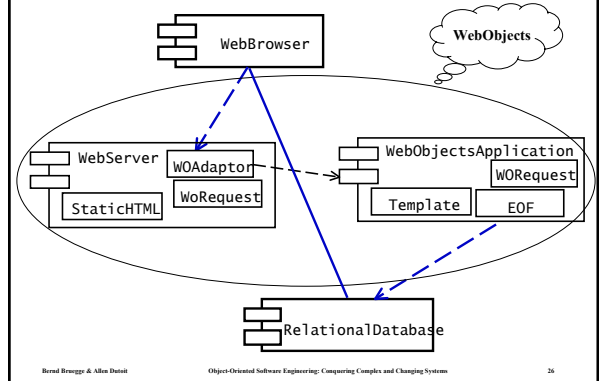 WebBrowser
WebObjects
WebServer
WOAdaptor
WoRequest
StaticHTML
WebObjectsApplication
WORequest
Template
EOF
RelationalDatabase
Bernd Bruegge & Allen Dutoit Object-Oriented Software Engineering: Conquering Complex and Changing Systems 26